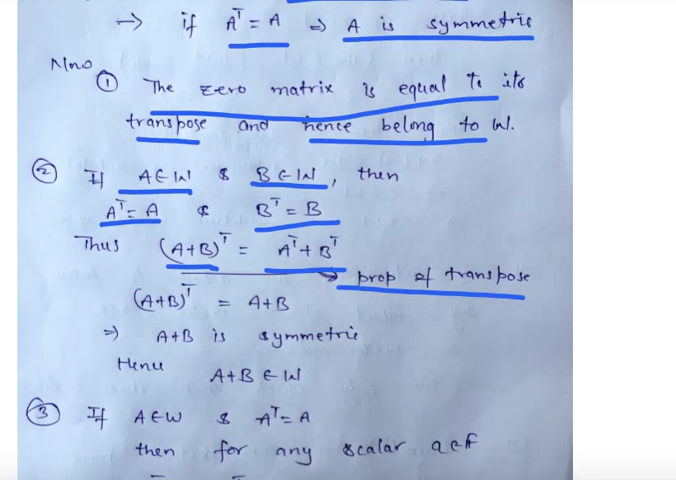 → if Aᵀ = A ⇒ A is symmetric
Now
① The zero matrix is equal to its
transpose and hence belong to W.
② If A∈W & B∈W, then
Aᵀ = A & Bᵀ = B
Thus (A+B)ᵀ = Aᵀ + Bᵀ
→ prop of transpose
(A+B)ᵀ = A+B
⇒ A+B is symmetric
Hence A+B ∈ W
③ If A∈W & Aᵀ = A
then for any scalar a∈F